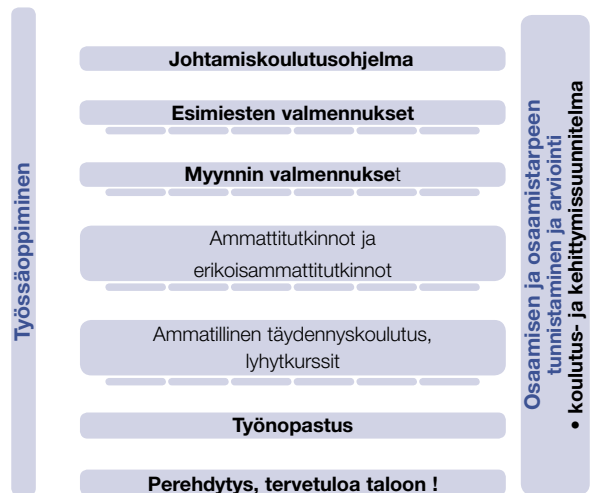 Työssäoppiminen
Johtamiskoulutusohjelma
Esimiesten valmennukset
Myynnin valmennukset
Ammattitutkinnot ja
erikoisammattitutkinnot
Ammatillinen täydennyskoulutus,
lyhytkurssit
Työnopastus
Perehdytys, tervetuloa taloon !
Osaamisen ja osaamistarpeen
tunnistaminen ja arviointi
• koulutus- ja kehittymissuunnitelma